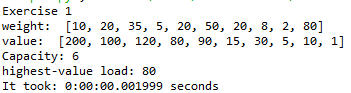 Exercise 1
weight:  [10, 20, 35, 5, 20, 50, 20, 8, 2, 80]
value:  [200, 100, 120, 80, 90, 15, 30, 5, 10, 1]
Capacity: 6
highest-value load: 80
It took: 0:00:00.001999 seconds